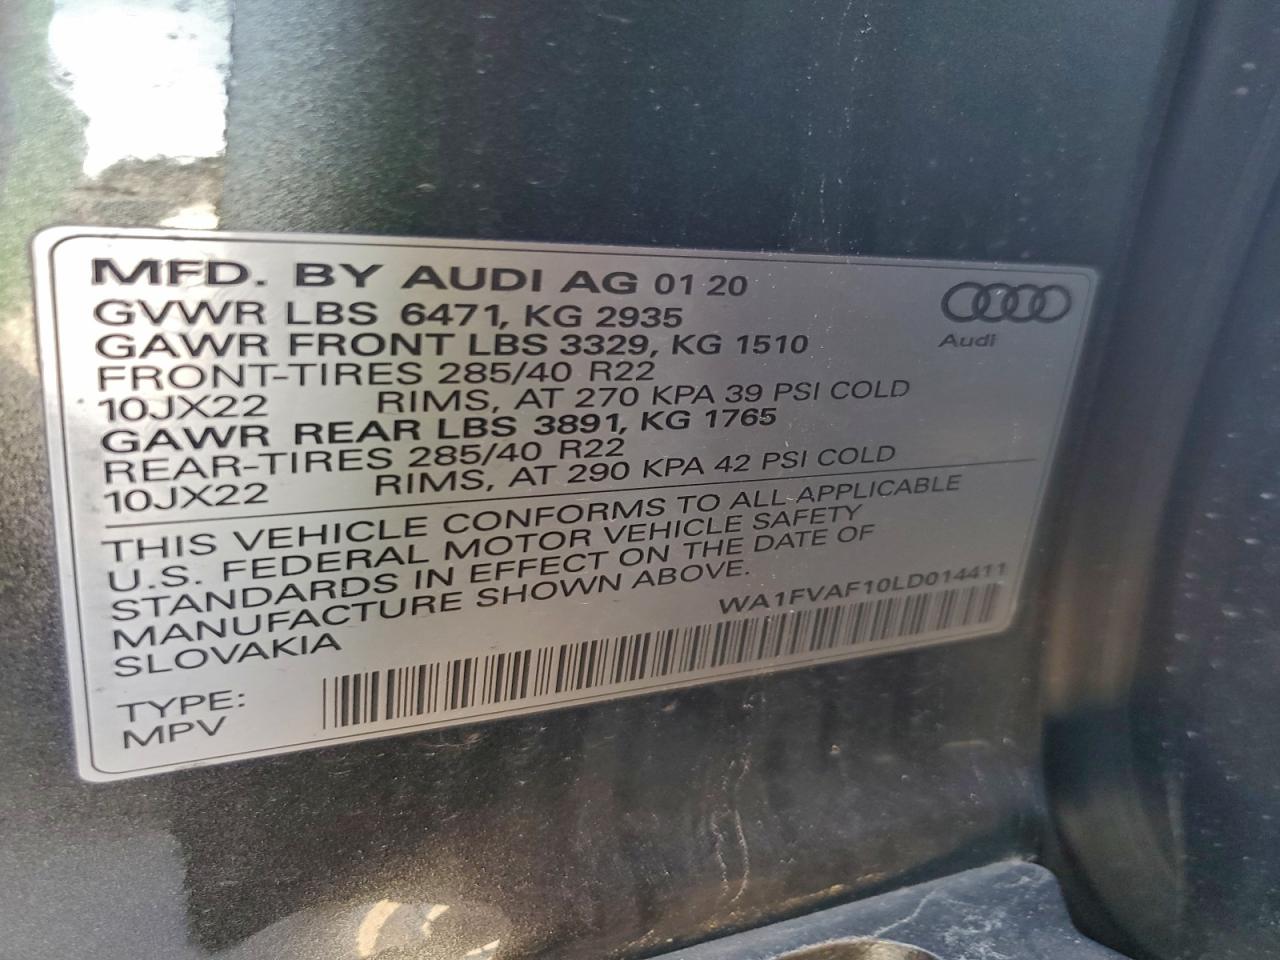 MFD. BY AUDI AG 01 20
GVWR LBS 6471, KG 2935
GAWR FRONT LBS 3329, KG 1510
FRONT-TIRES 285/40 R22
10JX22 RIMS, AT 270 KPA 39 PSI COLD
GAWR REAR LBS 3891, KG 1765
REAR-TIRES 285/40 R22
10JX22 RIMS, AT 290 KPA 42 PSI COLD
Audi
THIS VEHICLE CONFORMS TO ALL APPLICABLE
U.S. FEDERAL MOTOR VEHICLE SAFETY
STANDARDS IN EFFECT ON THE DATE OF
MANUFACTURE SHOWN ABOVE.
SLOVAKIA
WA1FVAF10LD014411
TYPE:
MPV